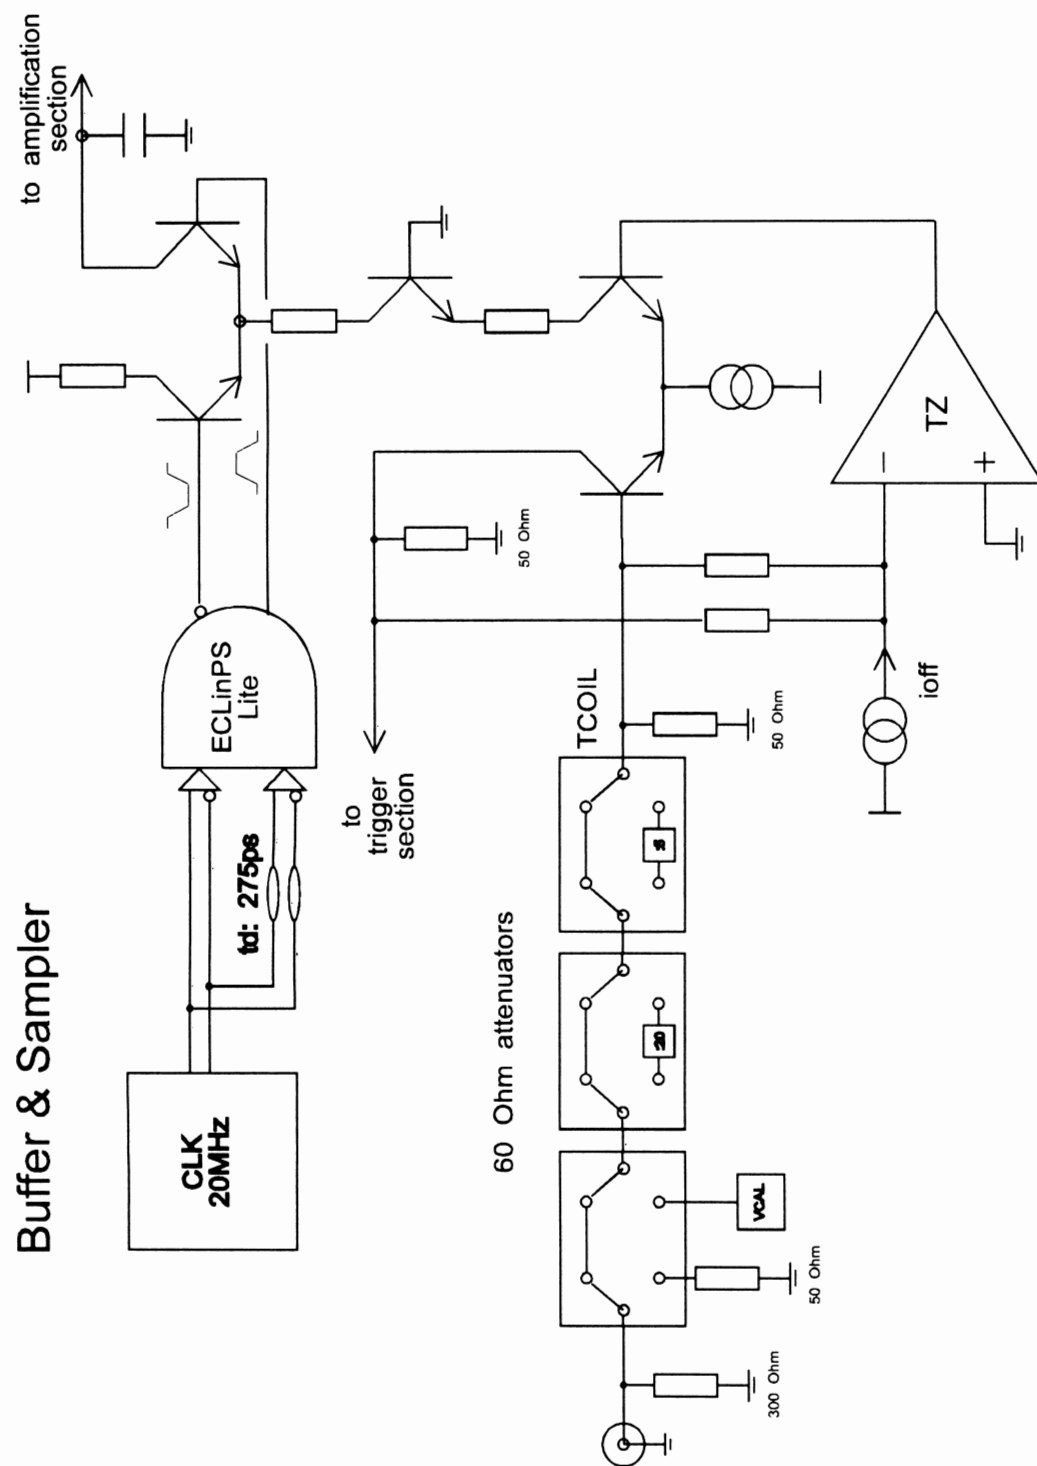 Buffer & Sampler
to amplification
section
CLK
20MHz
td: 275ps
ECLinPS
Lite
to
trigger
section
50 Ohm
60 Ohm attenuators
TCOIL
VCAL
:20
:5
300 Ohm
50 Ohm
50 Ohm
ioff
TZ
−
+